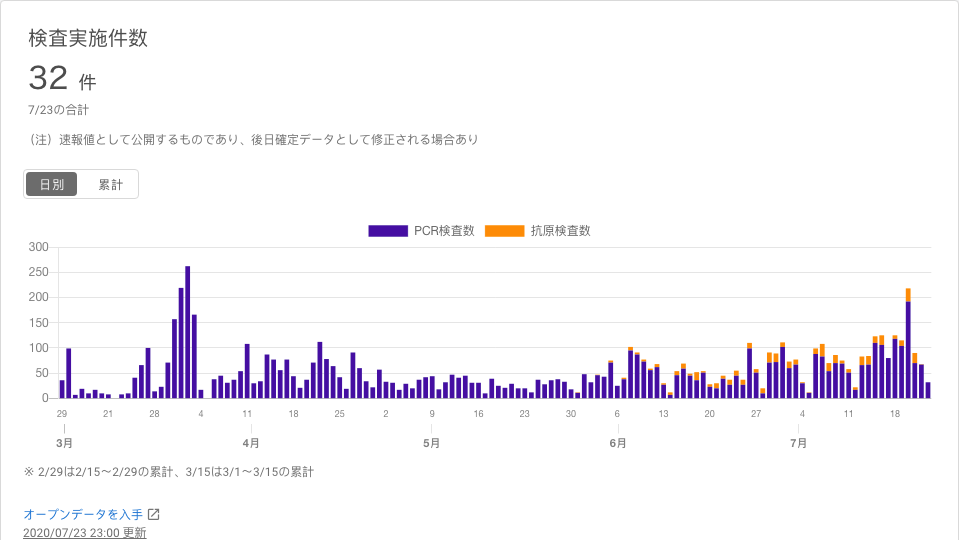 検査実施件数
32 件
7/23の合計
（注）速報値として公開するものであり、後日確定データとして修正される場合あり
日別 累計
PCR検査数 抗原検査数
300
250
200
150
100
50
0
29 21 28 4 11 18 25 2 9 16 23 30 6 13 20 27 4 11 18
3月 4月 5月 6月 7月
※ 2/29は2/15〜2/29の累計、3/15は3/1〜3/15の累計
オープンデータを入手
2020/07/23 23:00 更新